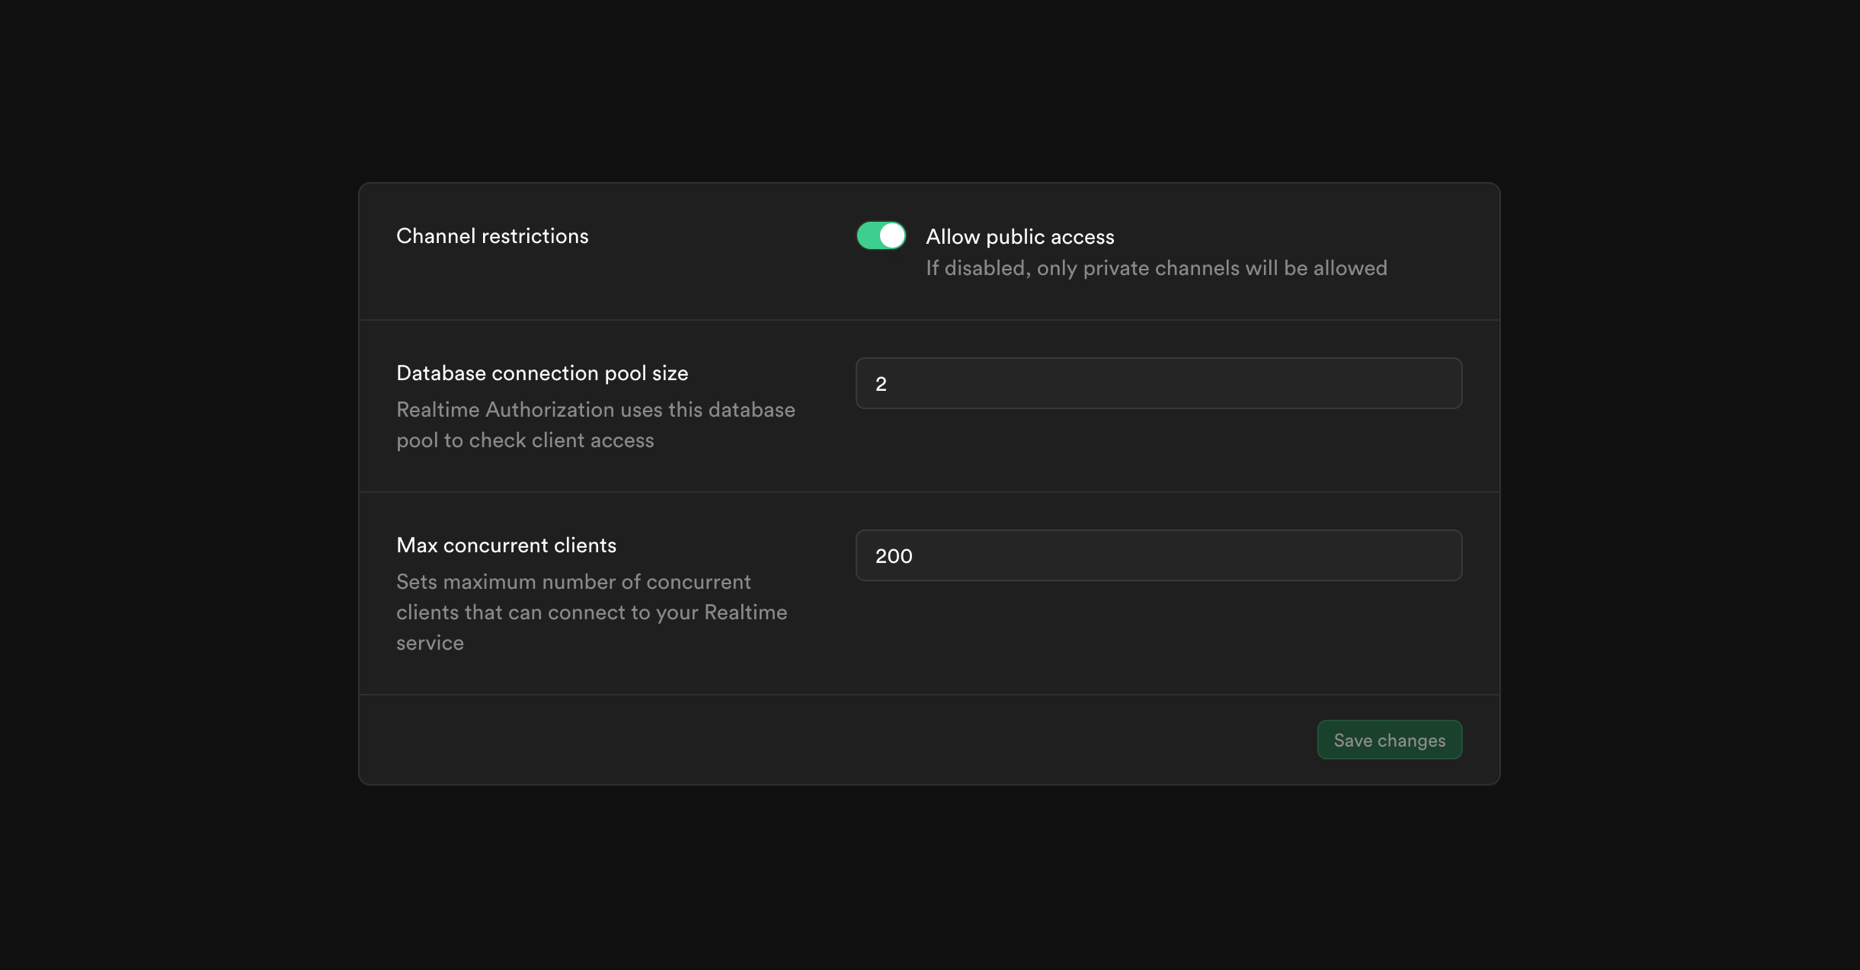 Channel restrictions
Allow public access
If disabled, only private channels will be allowed
Database connection pool size
Realtime Authorization uses this database
pool to check client access
2
Max concurrent clients
Sets maximum number of concurrent
clients that can connect to your Realtime
service
200
Save changes